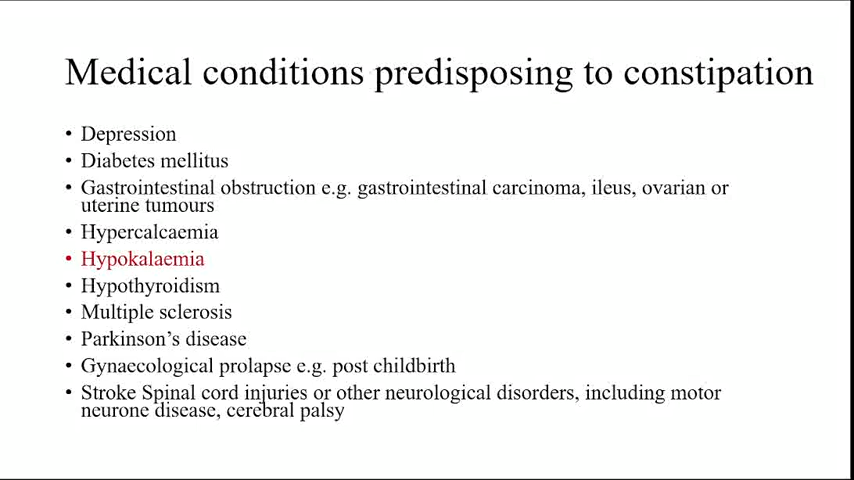 Medical conditions predisposing to constipation
• Depression
• Diabetes mellitus
• Gastrointestinal obstruction e.g. gastrointestinal carcinoma, ileus, ovarian or
uterine tumours
• Hypercalcaemia
• Hypokalaemia
• Hypothyroidism
• Multiple sclerosis
• Parkinson’s disease
• Gynaecological prolapse e.g. post childbirth
• Stroke Spinal cord injuries or other neurological disorders, including motor
neurone disease, cerebral palsy